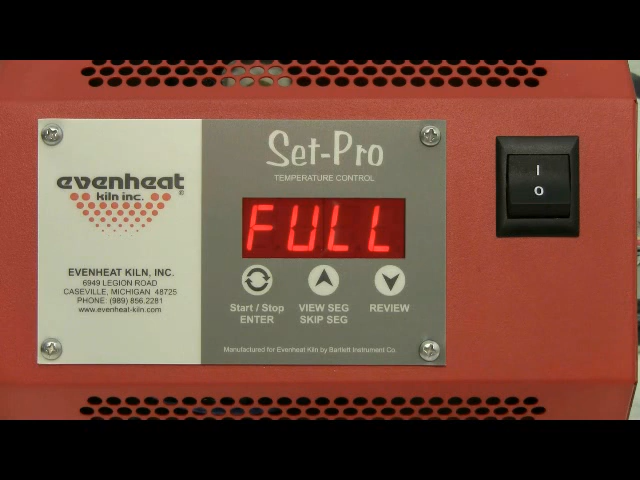 evenheat
©
kiln inc.
EVENHEAT KILN, INC.
6949 LEGION ROAD
CASEVILLE, MICHIGAN 48725
PHONE: (989) 856.2281
www.evenheat-kiln.com
Set-Pro
TEMPERATURE CONTROL
FULL
Start / Stop
ENTER
VIEW SEG
SKIP SEG
REVIEW
Manufactured for Evenheat Kiln by Bartlett Instrument Co.
I
O